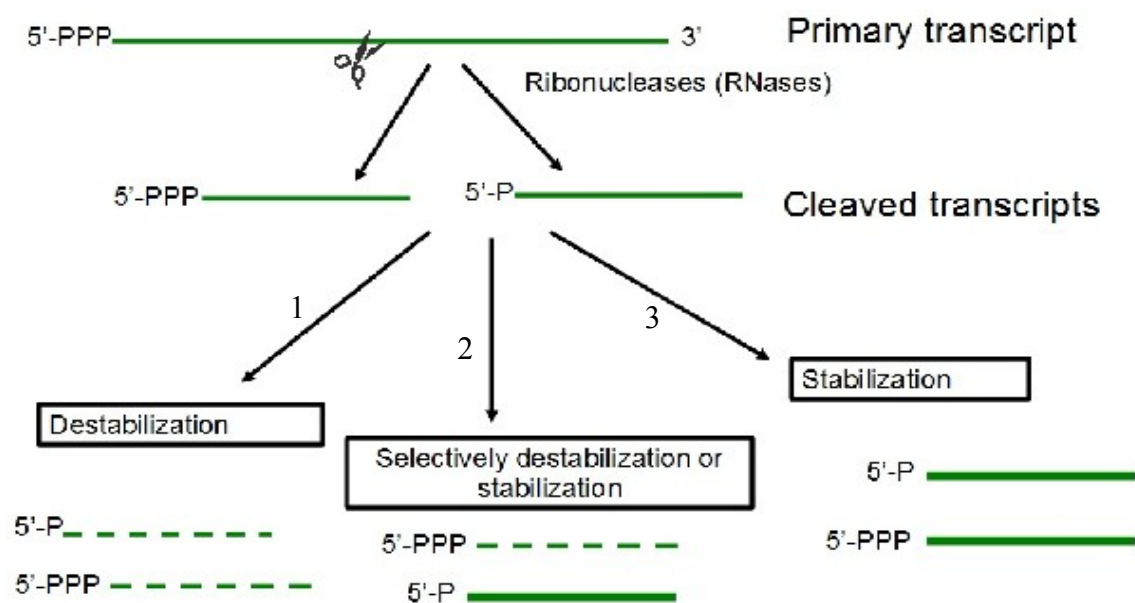 5'-PPP
3'
Primary transcript
Ribonucleases (RNases)
5'-PPP
5'-P
Cleaved transcripts
1
2
3
Stabilization
Destabilization
Selectively destabilization or
stabilization
5'-P
5'-P
5'-PPP
5'-PPP
5'-PPP
5'-P